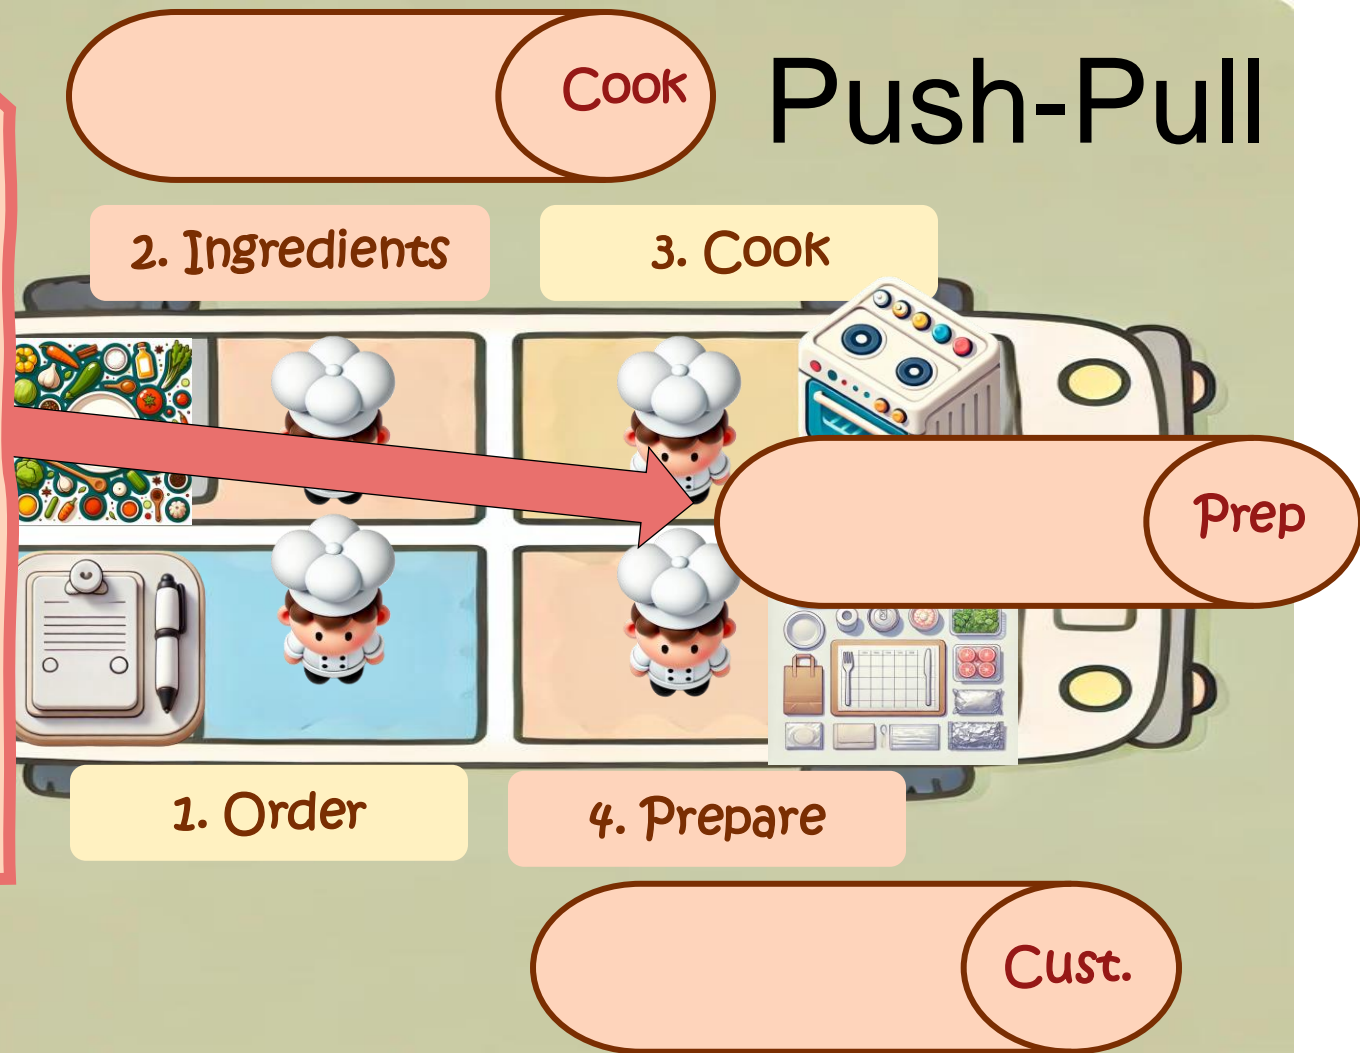 Cook
Push-Pull
2. Ingredients
3. Cook
Prep
1. Order
4. Prepare
Cust.